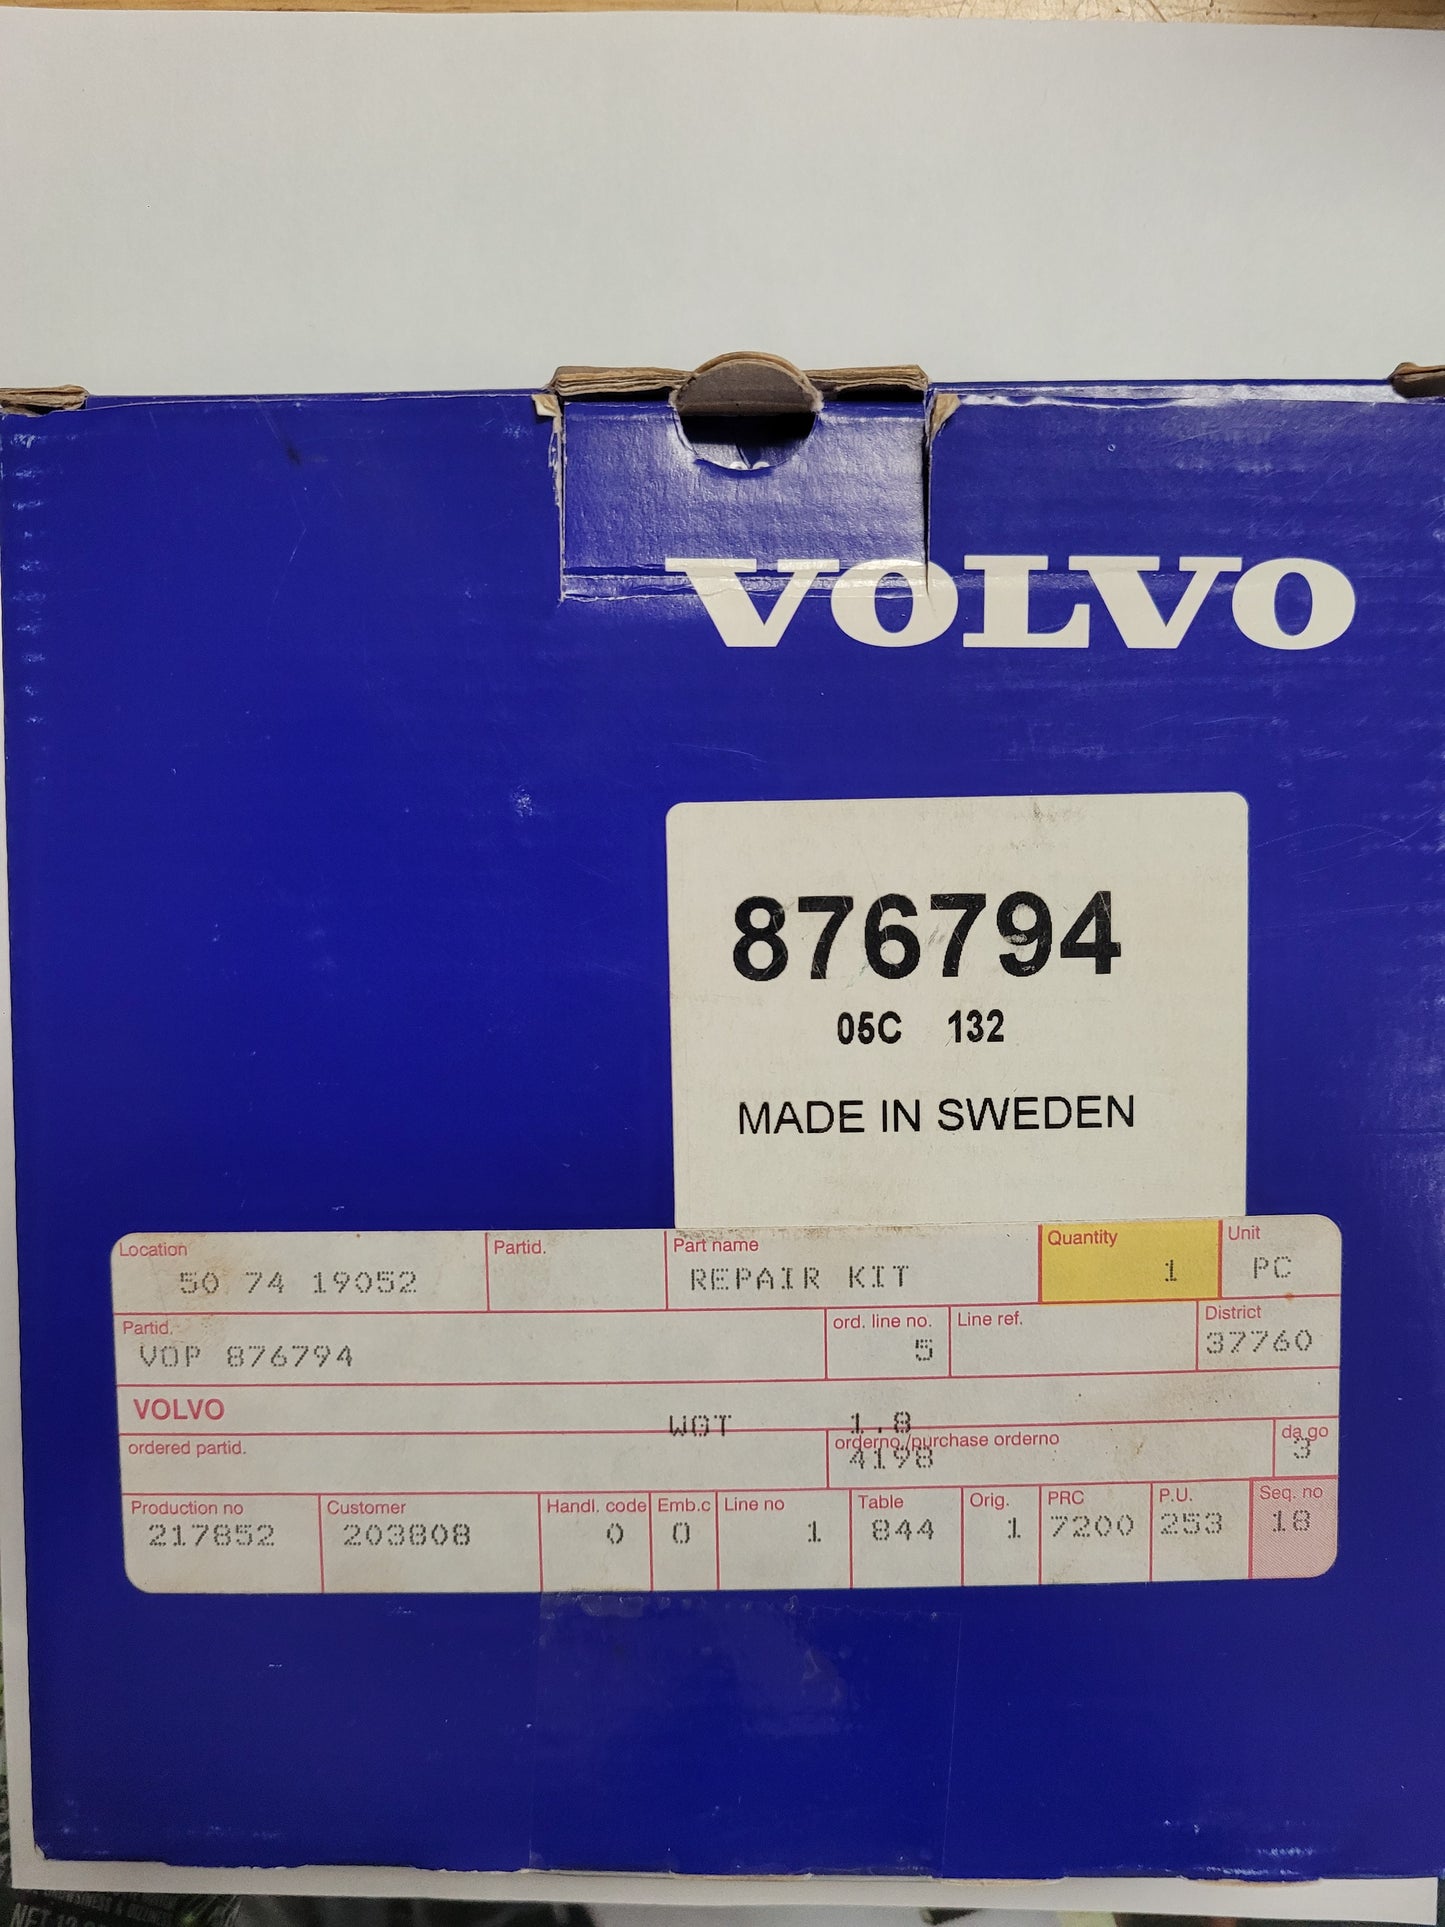 VOLVO
876794
05C 132
MADE IN SWEDEN
Location Partid. Part name Quantity Unit
50 74 19052 REPAIR KIT 1 PC
Partid. ord. line no. Line ref. District
VOP 876794 5 37760
VOLVO
WGT 1.8
ordered partid. orderno./purchase orderno da go
4198 3
Production no Customer Handl. code Emb.c Line no Table Orig. PRC P.U. Seq. no
217852 203808 0 0 1 844 1 7200 253 18